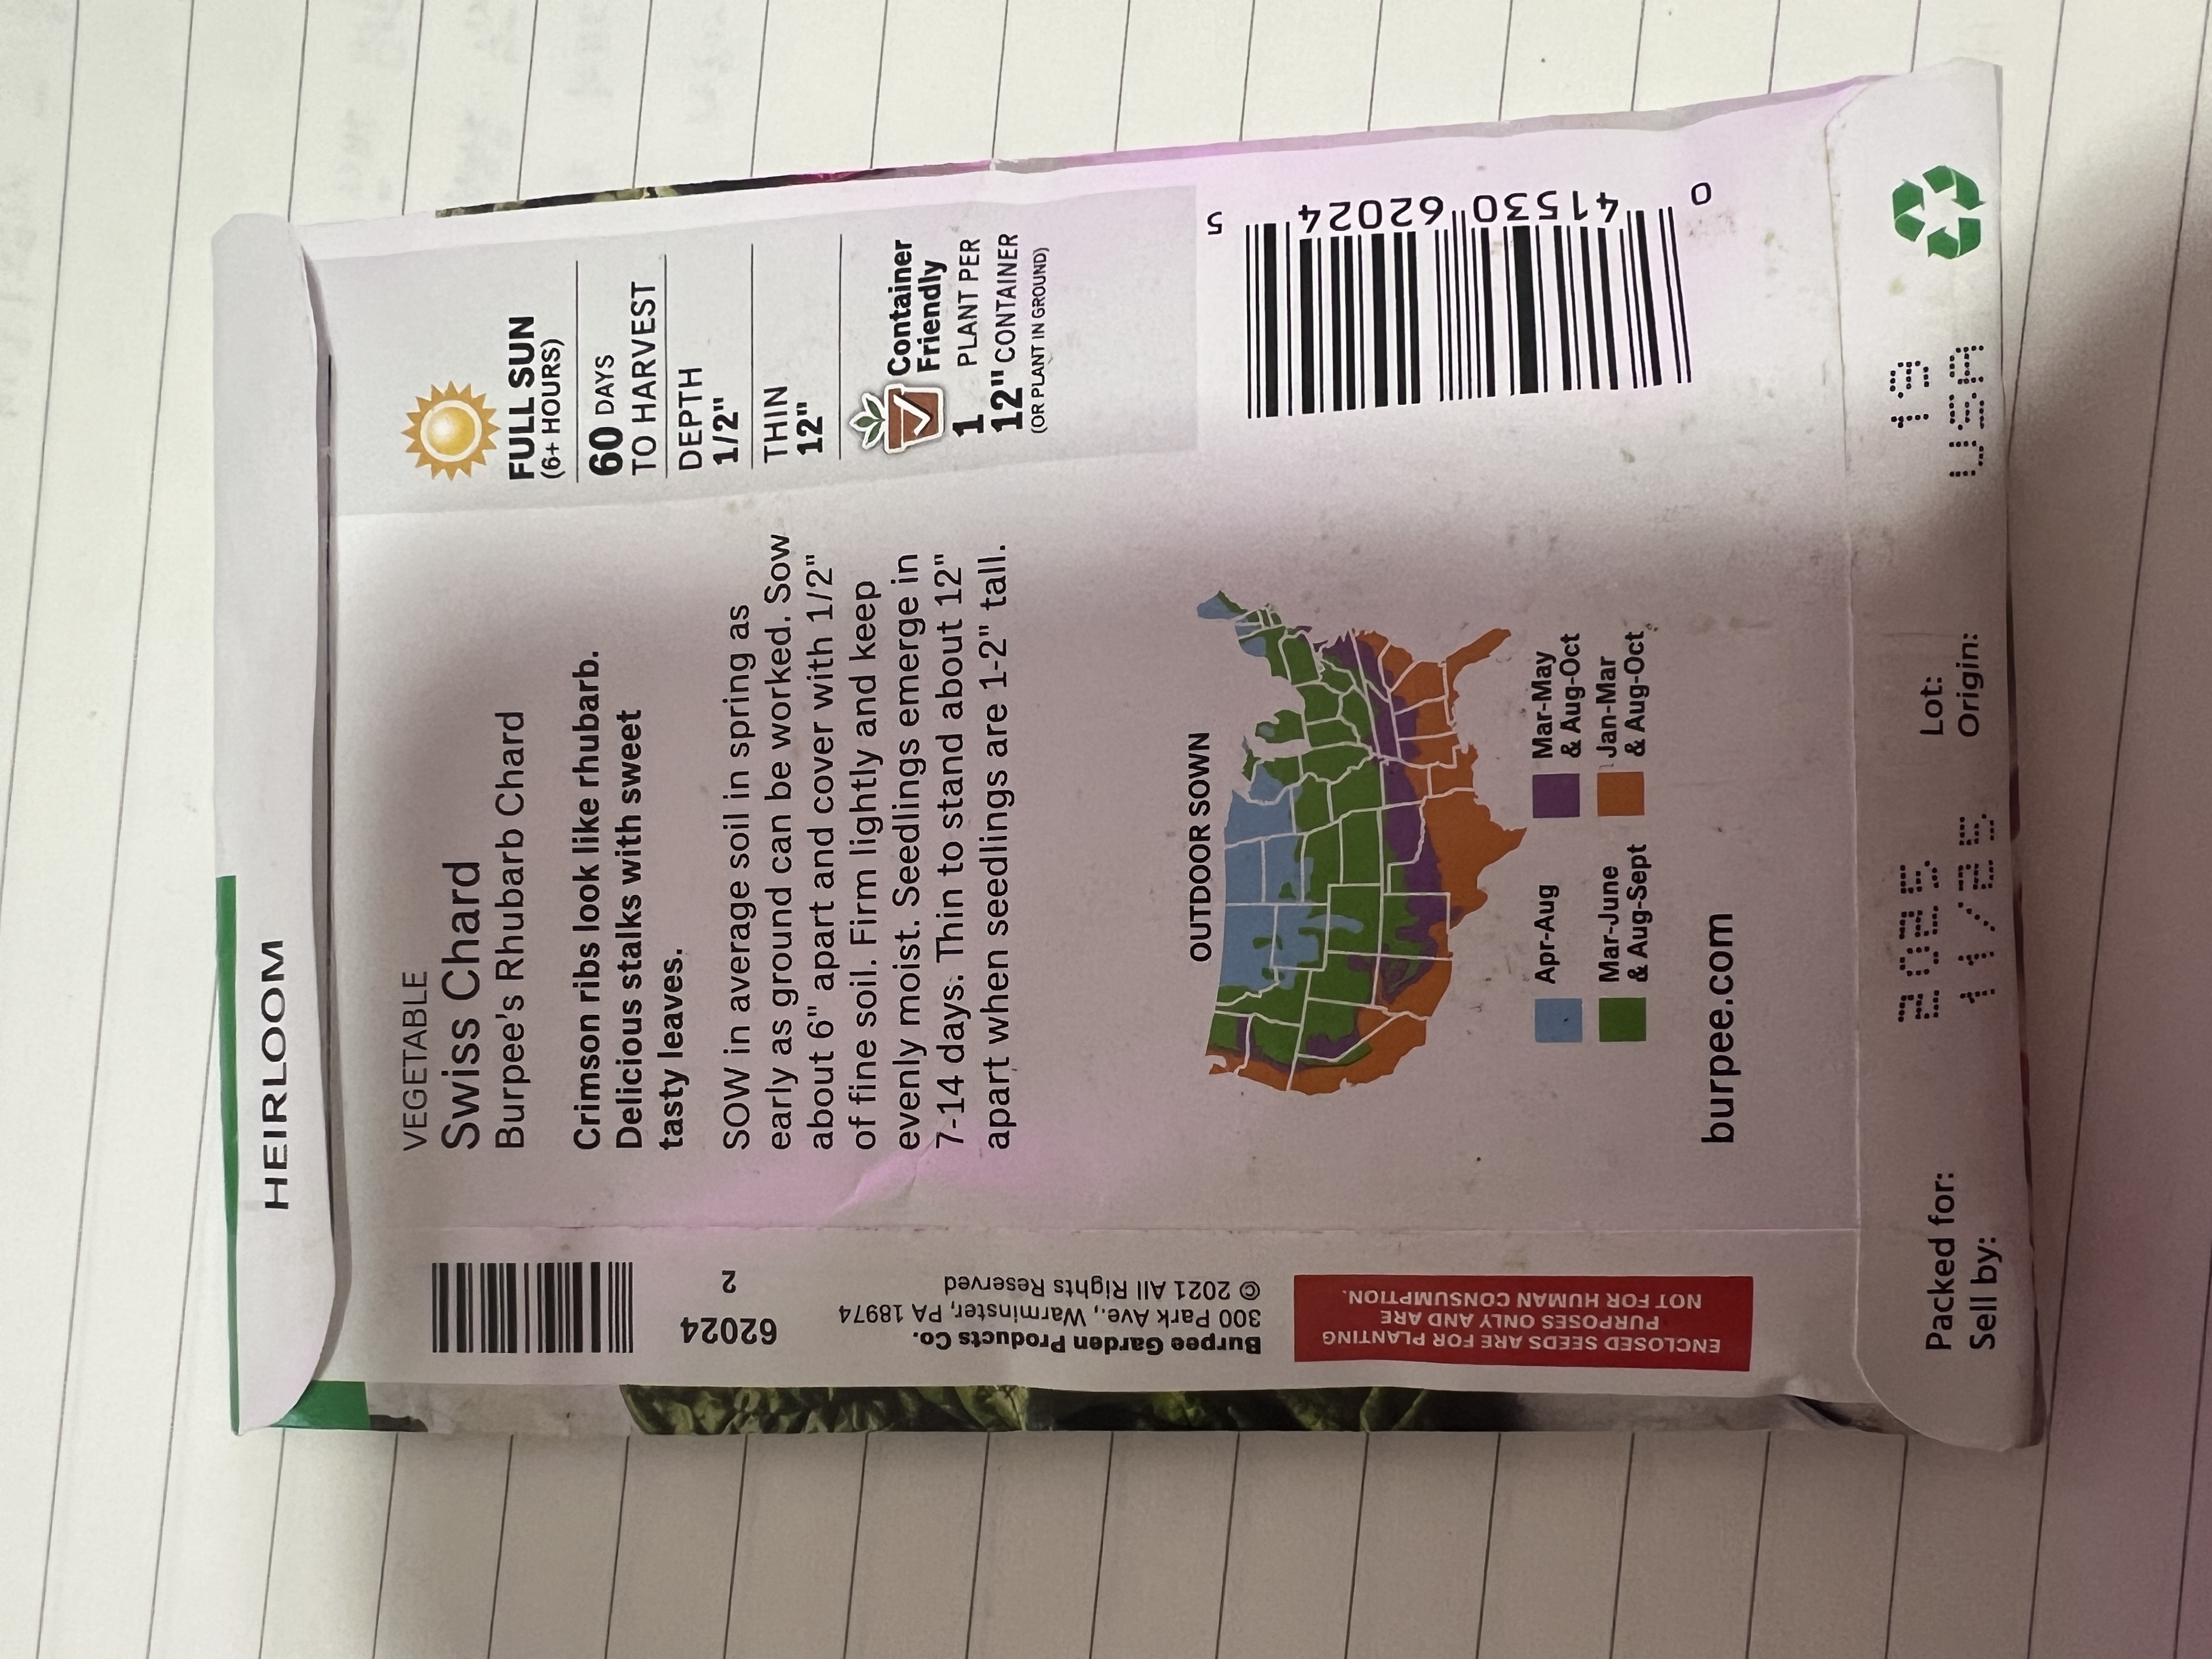 HEIRLOOM
VEGETABLE
Swiss Chard
Burpee's Rhubarb Chard
Crimson ribs look like rhubarb.
Delicious stalks with sweet
tasty leaves.
SOW in average soil in spring as
early as ground can be worked. Sow
about 6" apart and cover with 1/2"
of fine soil. Firm lightly and keep
evenly moist. Seedlings emerge in
7-14 days. Thin to stand about 12"
apart when seedlings are 1-2" tall.
FULL SUN
(6+ HOURS)
60 DAYS
TO HARVEST
DEPTH
1/2"
THIN
12"
Container
Friendly
1 PLANT PER
12" CONTAINER
(OR PLANT IN GROUND)
62024
2
Burpee Garden Products Co.
300 Park Ave., Warminster, PA 18974
© 2021 All Rights Reserved
ENCLOSED SEEDS ARE FOR PLANTING
PURPOSES ONLY AND ARE
NOT FOR HUMAN CONSUMPTION.
OUTDOOR SOWN
Apr-Aug
Mar-June
& Aug-Sept
Mar-May
& Aug-Oct
Jan-Mar
& Aug-Oct
burpee.com
0 41530 62024 5
Packed for: 2025
Sell by: 11/25
Lot: 19
Origin: USA